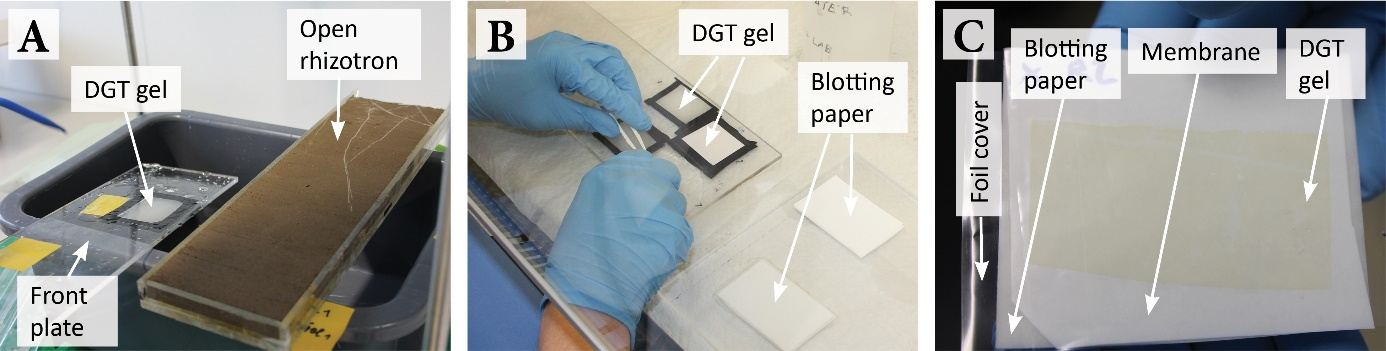 A
DGT gel
Open
rhizotron
Front
plate
B
DGT gel
Blotting
paper
C
Blotting
paper
Membrane
DGT
gel
Foil cover